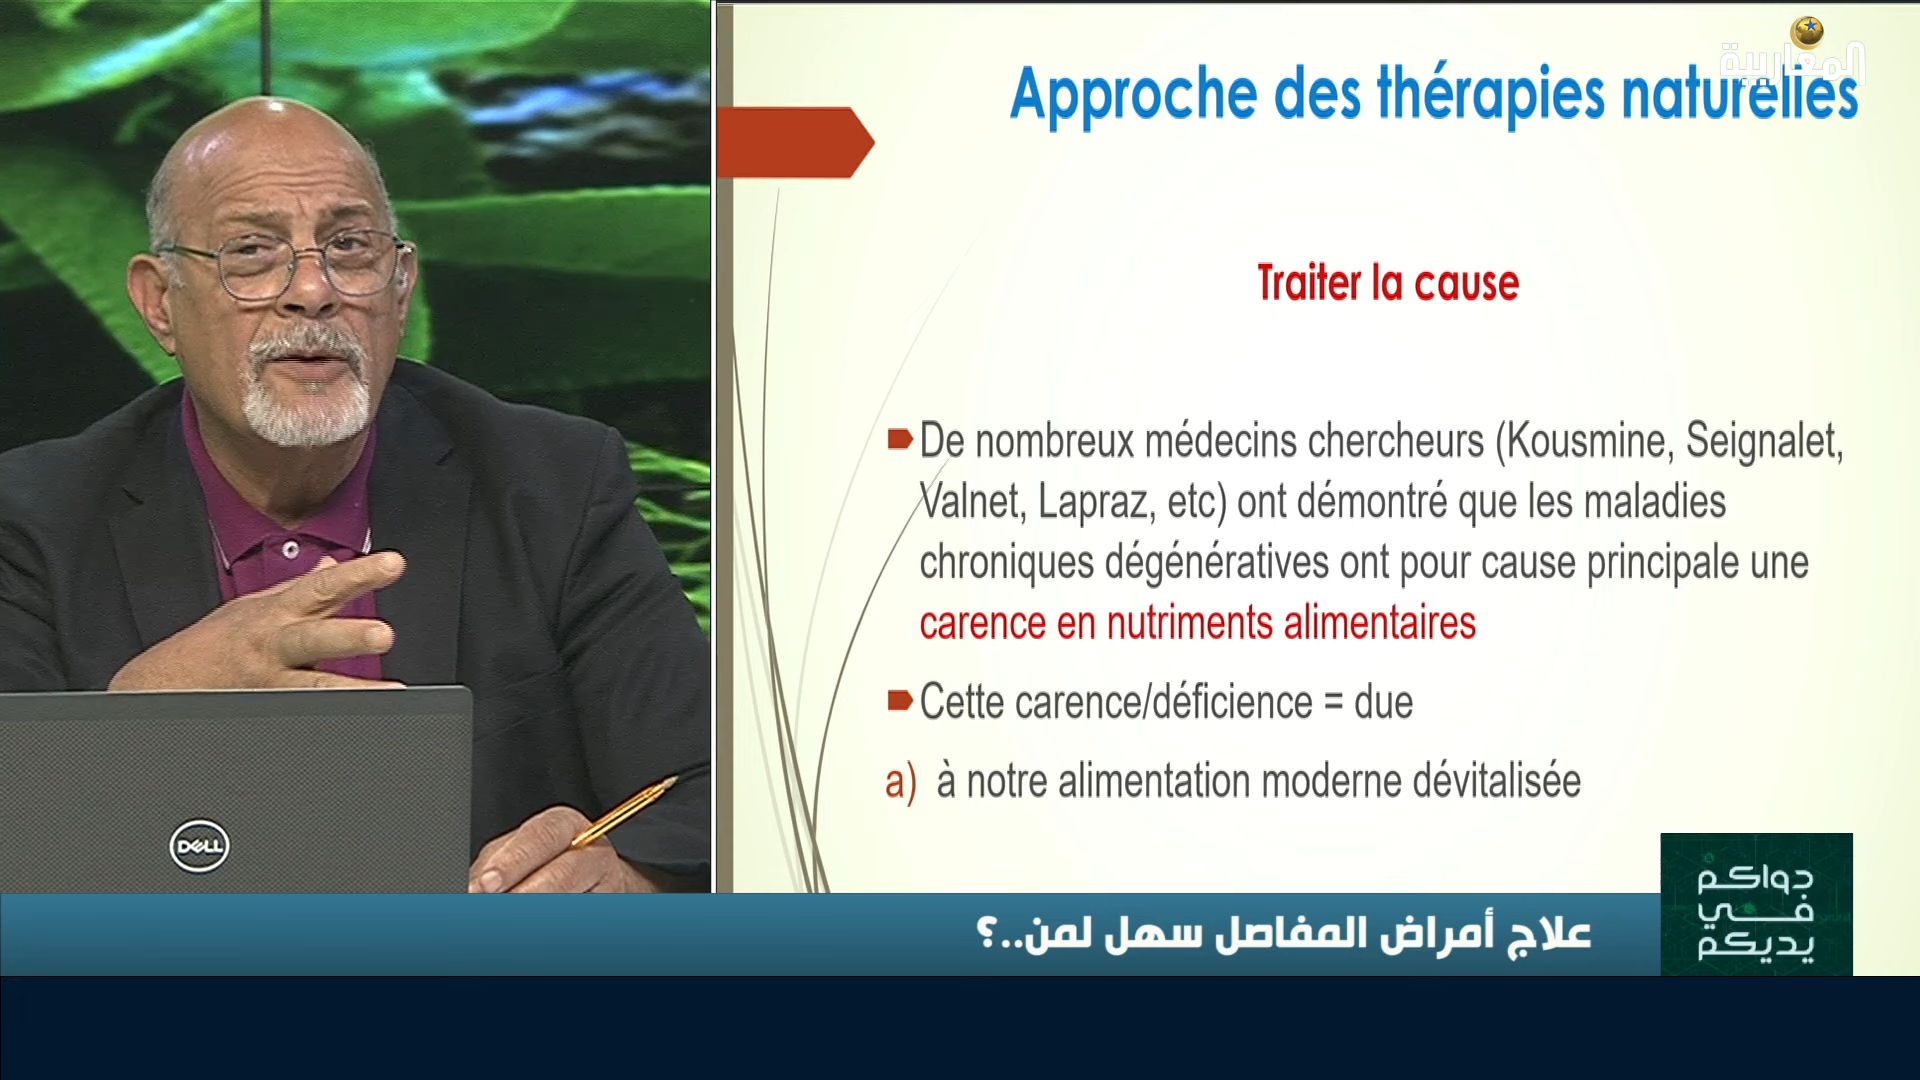 المغاربية
Approche des thérapies naturelles
Traiter la cause
De nombreux médecins chercheurs (Kousmine, Seignalet,
Valnet, Lapraz, etc) ont démontré que les maladies
chroniques dégénératives ont pour cause principale une
carence en nutriments alimentaires
Cette carence/déficience = due
a) à notre alimentation moderne dévitalisée
DELL
علاج أمراض المفاصل سهل لمن..؟
دواكم
في
يديكم